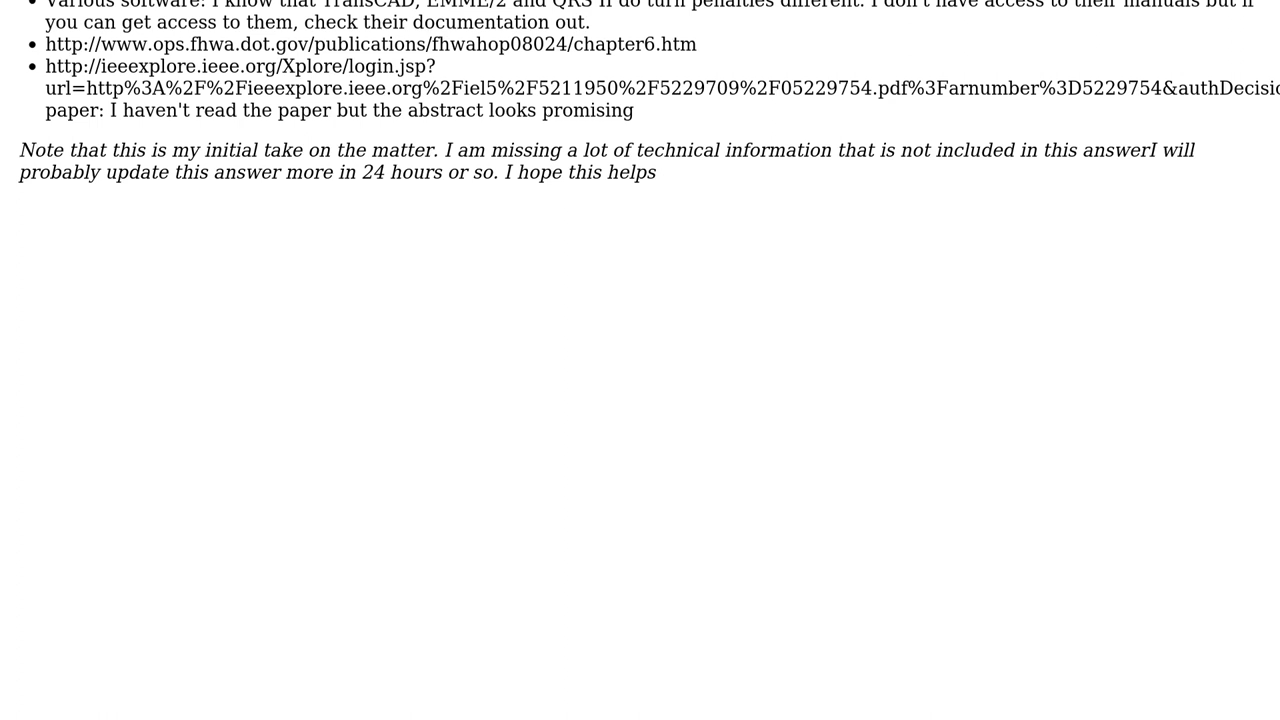 • Various software: I know that TransCAD, EMME/2 and QRS II do turn penalties different. I don't have access to their manuals but if
you can get access to them, check their documentation out.
• http://www.ops.fhwa.dot.gov/publications/fhwahop08024/chapter6.htm
• http://ieeexplore.ieee.org/Xplore/login.jsp?
url=http%3A%2F%2Fieeexplore.ieee.org%2Fiel5%2F5211950%2F5229709%2F05229754.pdf%3Farnumber%3D5229754&authDecisio
paper: I haven't read the paper but the abstract looks promising
Note that this is my initial take on the matter. I am missing a lot of technical information that is not included in this answerI will
probably update this answer more in 24 hours or so. I hope this helps